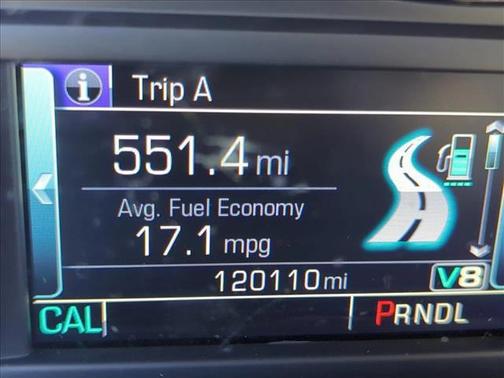 Trip A
551.4 mi
Avg. Fuel Economy
17.1 mpg
120110 mi
V8
CAL
PRNDL